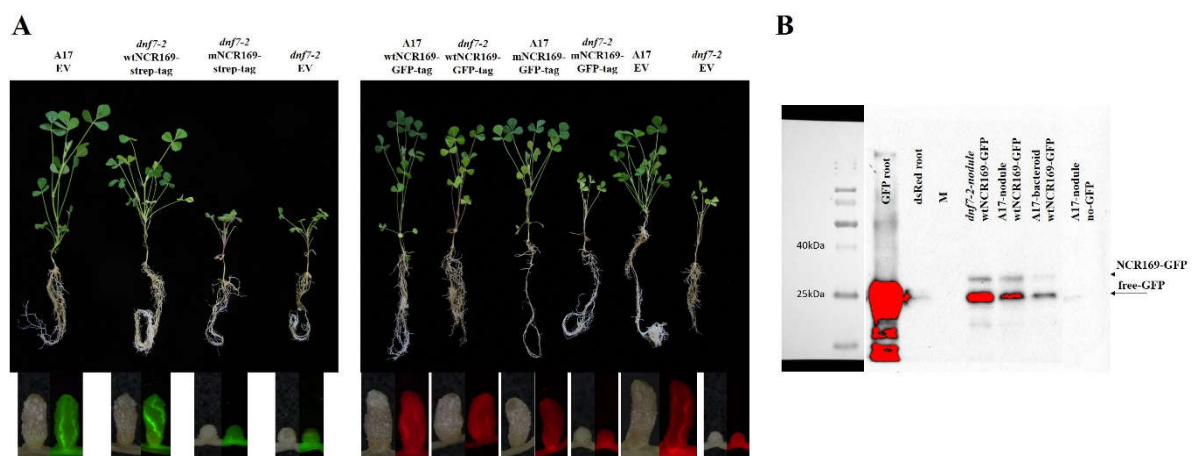 A
A17
EV
dnf7-2
wtNCR169-
strep-tag
dnf7-2
mNCR169-
strep-tag
dnf7-2
EV
A17
wtNCR169-
GFP-tag
dnf7-2
wtNCR169-
GFP-tag
A17
mNCR169-
GFP-tag
dnf7-2
mNCR169-
GFP-tag
A17
EV
dnf7-2
EV
B
GFP root
dsRed root
M
dnf7-2-nodule
wtNCR169-GFP
A17-nodule
wtNCR169-GFP
A17-bacteroid
wtNCR169-GFP
A17-nodule
no-GFP
40kDa
25kDa
NCR169-GFP
free-GFP